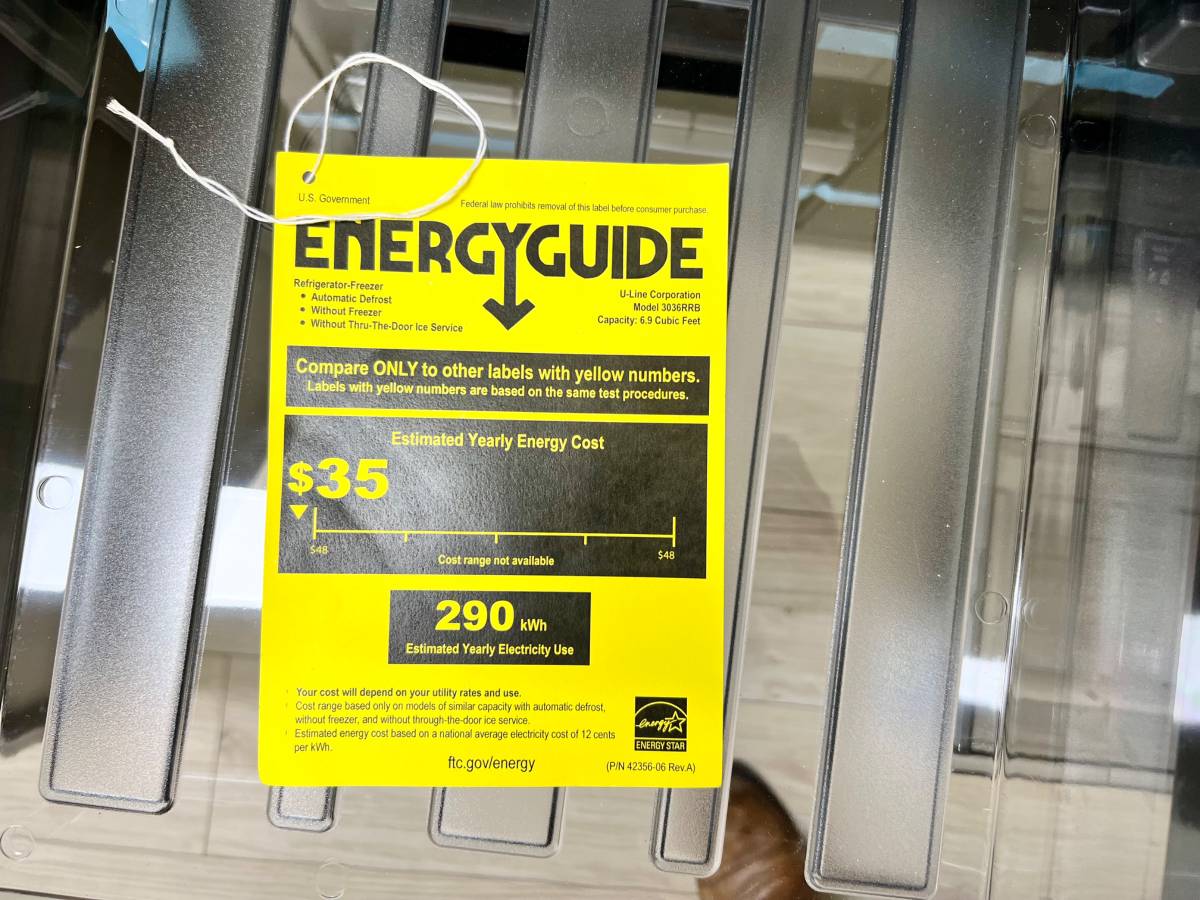 U.S. Government
Federal law prohibits removal of this label before consumer purchase.
ENERGYGUIDE
Refrigerator-Freezer
• Automatic Defrost
• Without Freezer
• Without Thru-The-Door Ice Service
U-Line Corporation
Model 3036RRB
Capacity: 6.9 Cubic Feet
Compare ONLY to other labels with yellow numbers.
Labels with yellow numbers are based on the same test procedures.
Estimated Yearly Energy Cost
$35
$48
$48
Cost range not available
290 kWh
Estimated Yearly Electricity Use
Your cost will depend on your utility rates and use.
Cost range based only on models of similar capacity with automatic defrost,
without freezer, and without through-the-door ice service.
Estimated energy cost based on a national average electricity cost of 12 cents
per kWh.
ftc.gov/energy
energy
ENERGY STAR
(P/N 42356-06 Rev.A)